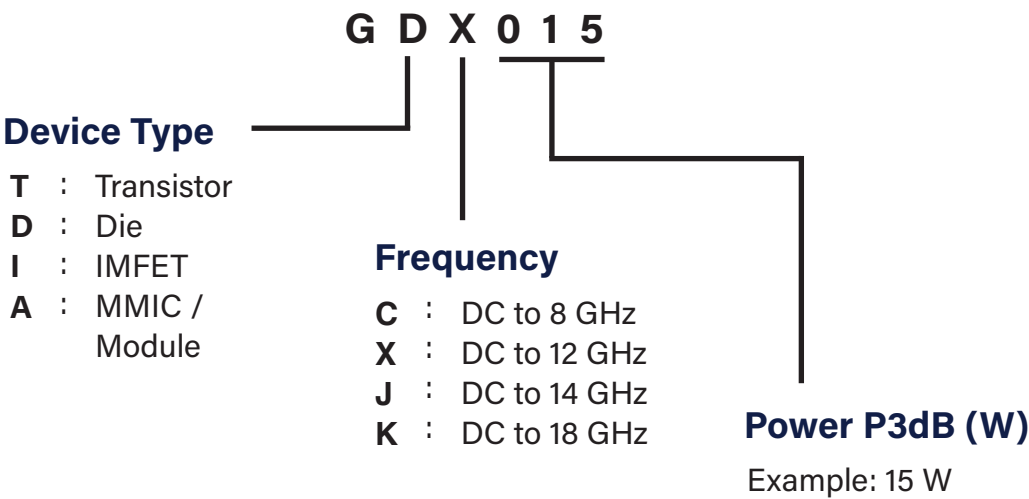 G D X 0 1 5
Device Type
T : Transistor
D : Die
I : IMFET
A : MMIC /
Module
Frequency
C : DC to 8 GHz
X : DC to 12 GHz
J : DC to 14 GHz
K : DC to 18 GHz
Power P3dB (W)
Example: 15 W